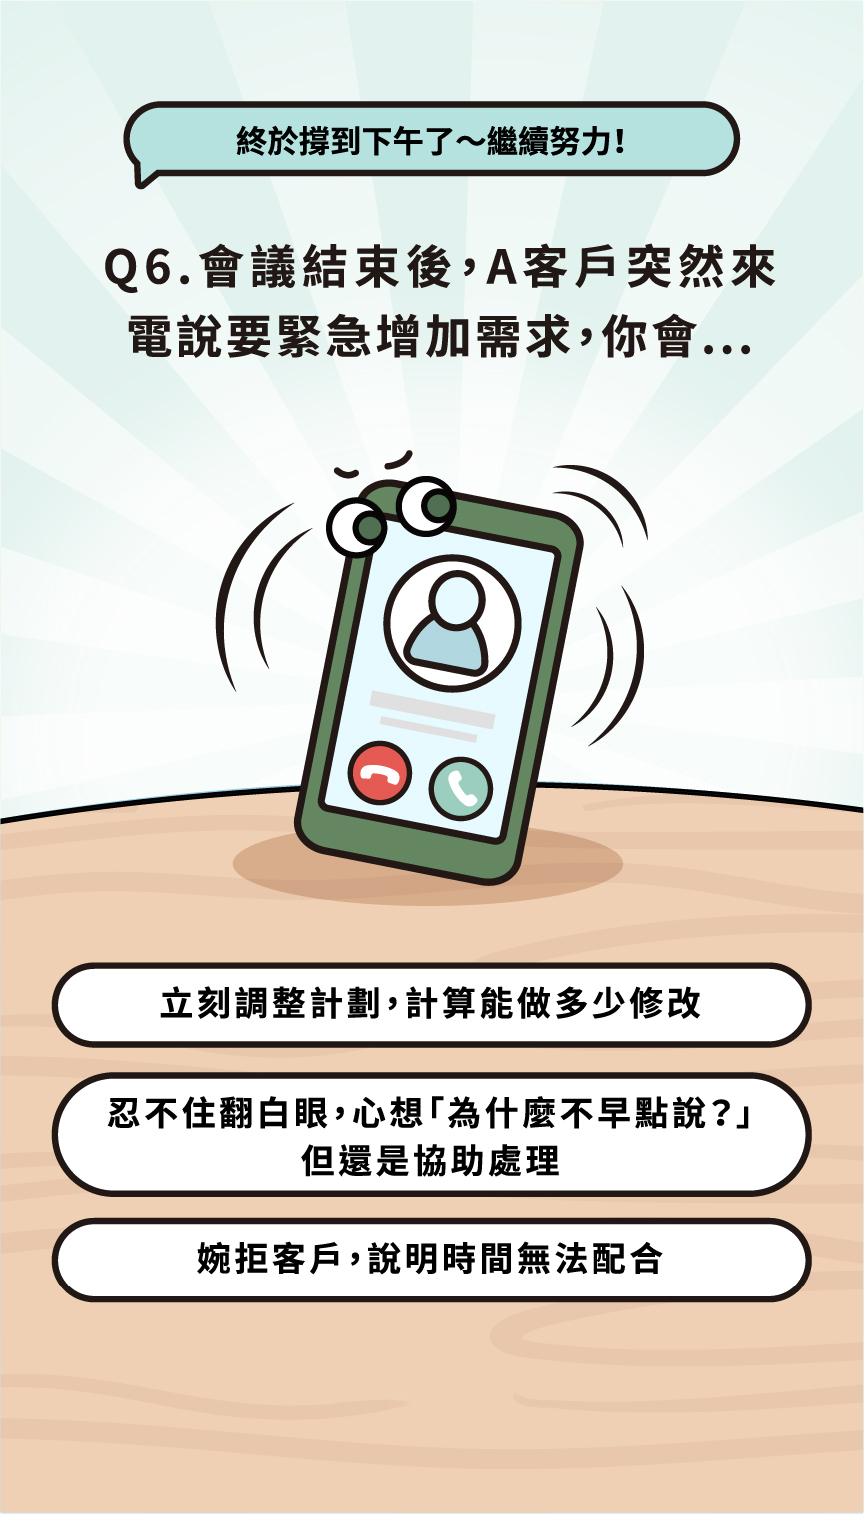 終於撐到下午了～繼續努力！
Q6.會議結束後，A客戶突然來
電說要緊急增加需求，你會...
立刻調整計劃，計算能做多少修改
忍不住翻白眼，心想「為什麼不早點說？」
但還是協助處理
婉拒客戶，說明時間無法配合